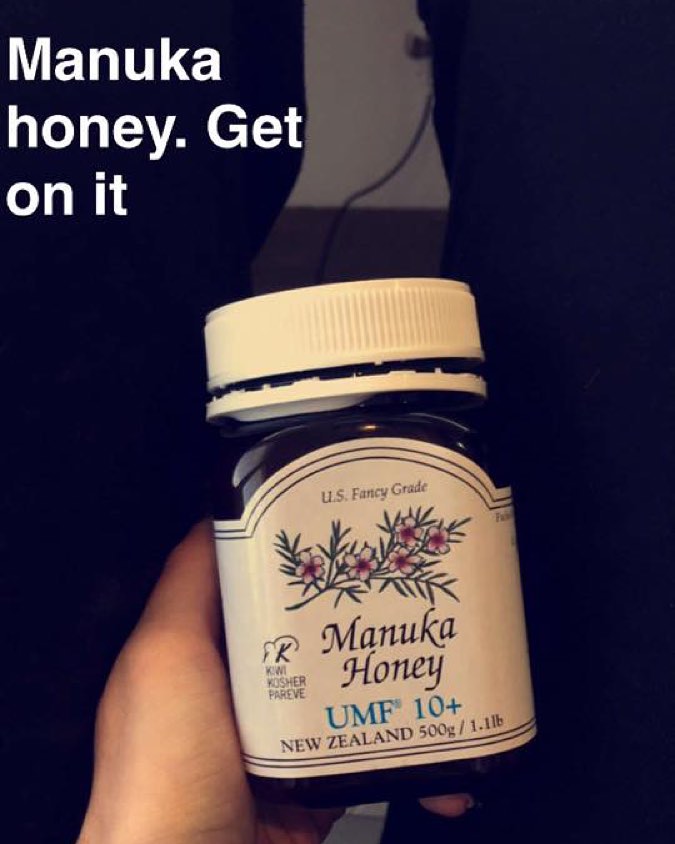 Manuka
honey. Get
on it
U.S. Fancy Grade
K
KIWI
KOSHER
PAREVE
Manuka
Honey
UMF® 10+
NEW ZEALAND 500g / 1.1lb